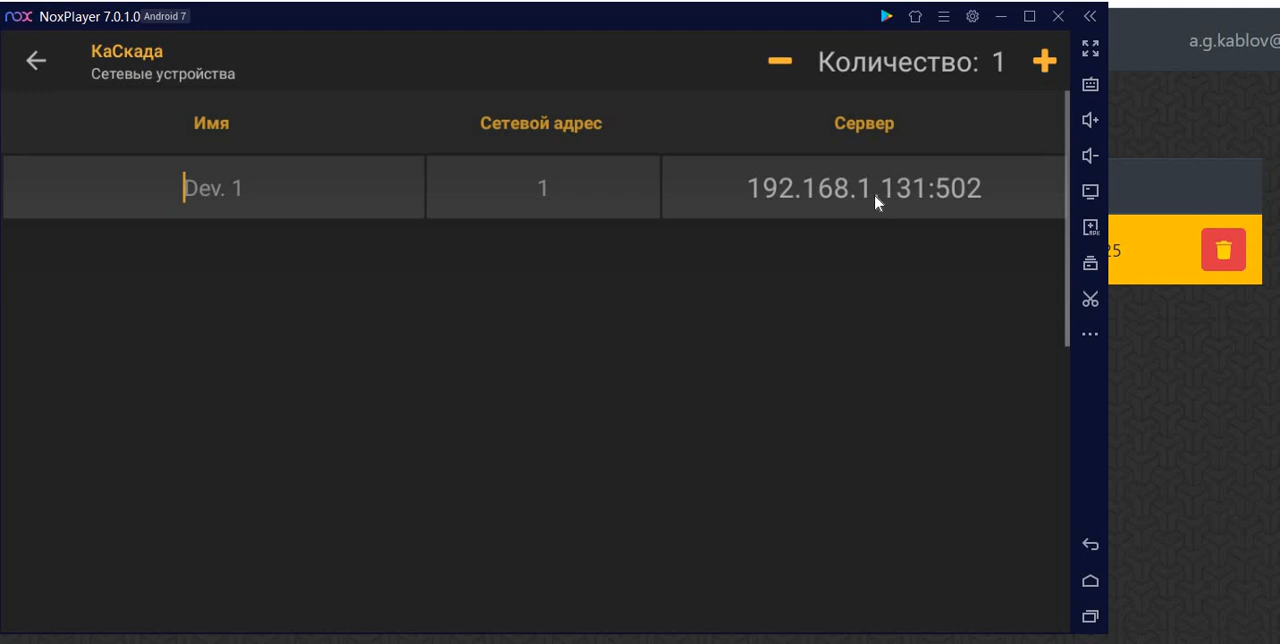 nox NoxPlayer 7.0.1.0 Android 7
a.g.kablov@
КаСкада
Сетевые устройства
Количество: 1
Имя Сетевой адрес Сервер
Dev. 1 1 192.168.1.131:502
25